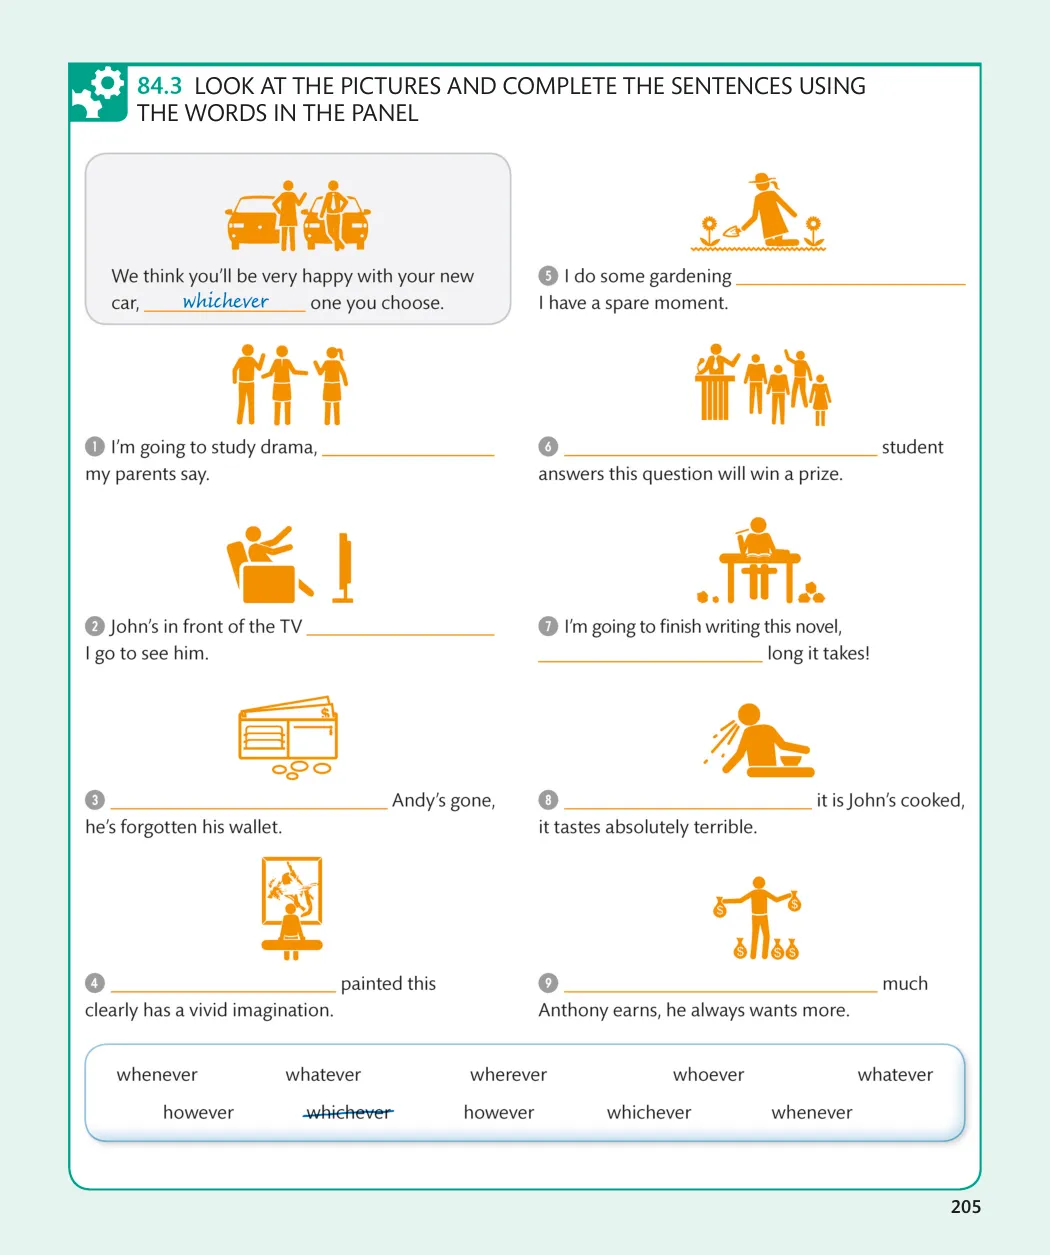 84.3 LOOK AT THE PICTURES AND COMPLETE THE SENTENCES USING
THE WORDS IN THE PANEL
We think you'll be very happy with your new
car, whichever one you choose.
1 I'm going to study drama,
my parents say.
2 John's in front of the TV
I go to see him.
$
3 Andy's gone,
he's forgotten his wallet.
4 painted this
clearly has a vivid imagination.
5 I do some gardening
I have a spare moment.
6 student
answers this question will win a prize.
7 I'm going to finish writing this novel,
long it takes!
8 it is John's cooked,
it tastes absolutely terrible.
$ $
$ $ $
9 much
Anthony earns, he always wants more.
whenever whatever wherever whoever whatever
however whichever however whichever whenever
205